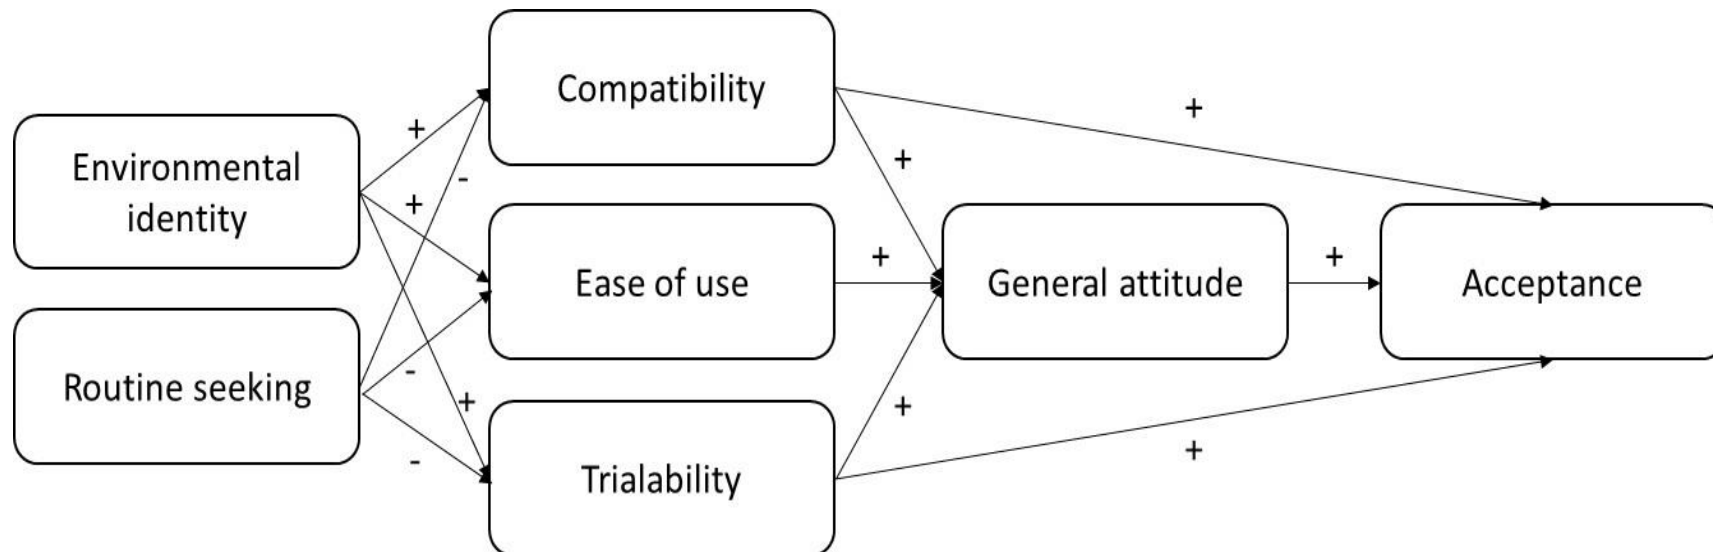 Compatibility
Environmental
identity
Ease of use
General attitude
Acceptance
Routine seeking
Trialability
+
-
+
-
+
-
+
+
+
+
+
+